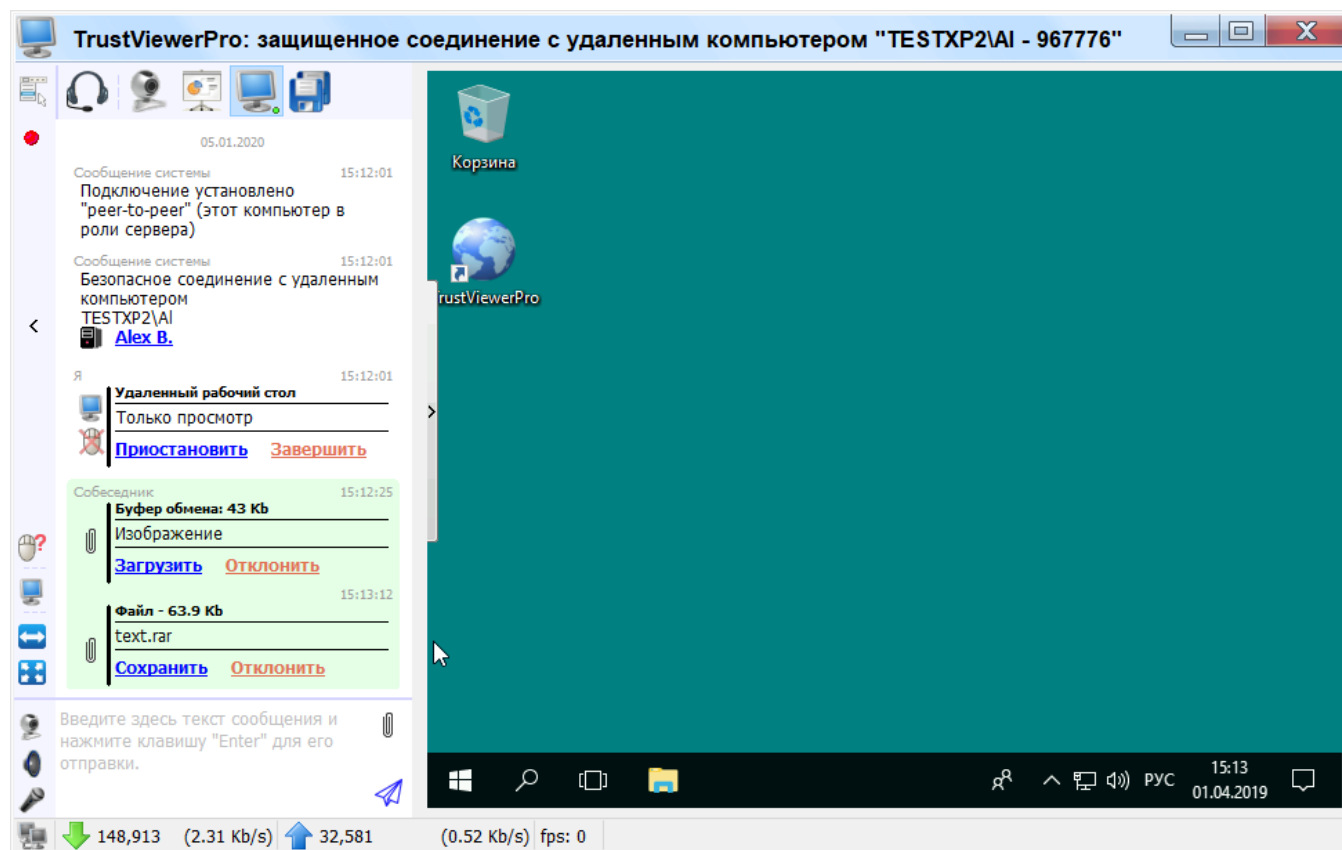 TrustViewerPro: защищенное соединение с удаленным компьютером "TESTXP2\Al - 967776"
05.01.2020
Сообщение системы 15:12:01
Подключение установлено
"peer-to-peer" (этот компьютер в
роли сервера)
Сообщение системы 15:12:01
Безопасное соединение с удаленным
компьютером
TESTXP2\Al
Alex B.
Я 15:12:01
Удаленный рабочий стол
Только просмотр
Приостановить Завершить
Собеседник 15:12:25
Буфер обмена: 43 Kb
Изображение
Загрузить Отклонить
15:13:12
Файл - 63.9 Kb
text.rar
Сохранить Отклонить
Введите здесь текст сообщения и
нажмите клавишу "Enter" для его
отправки.
Корзина
rustViewerPro
РУС
15:13
01.04.2019
148,913 (2.31 Kb/s) 32,581 (0.52 Kb/s) fps: 0